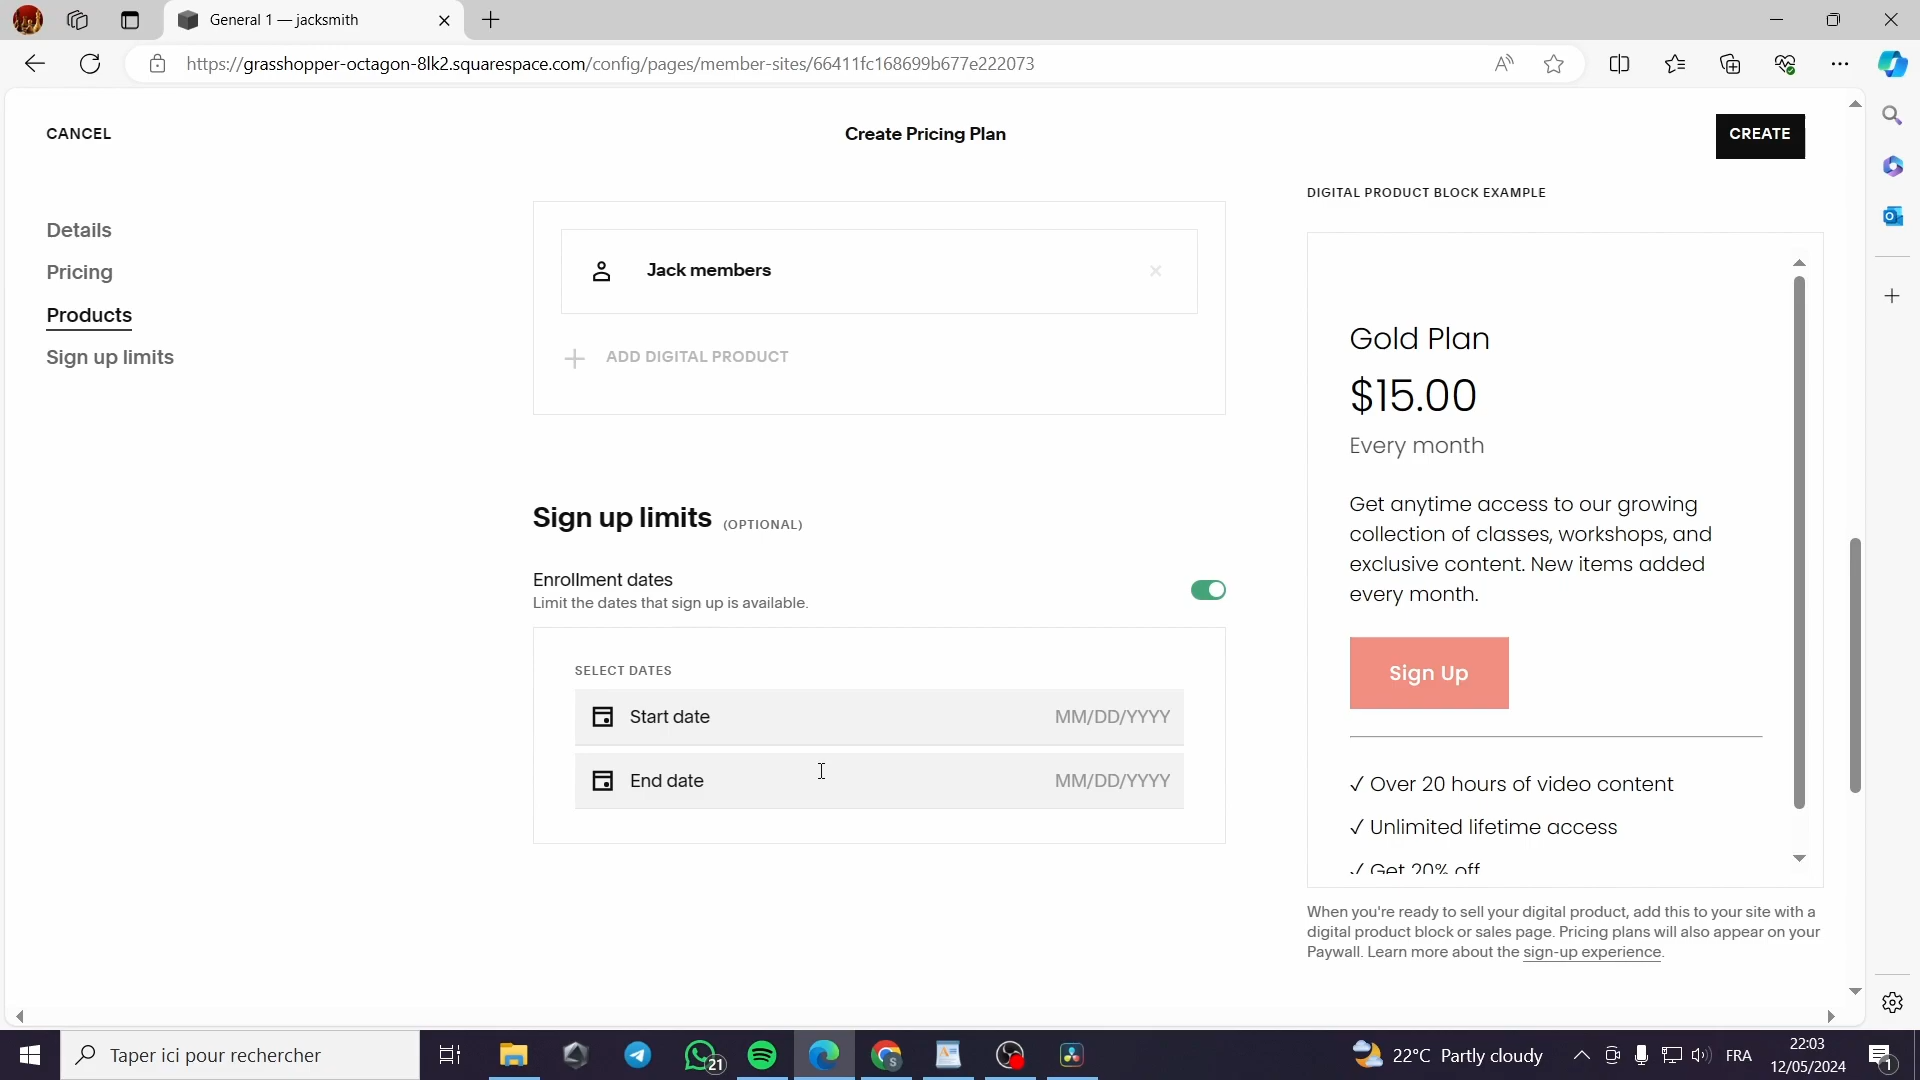 General 1 — jacksmith
https://grasshopper-octagon-8lk2.squarespace.com/config/pages/member-sites/66411fc168699b677e222073
CANCEL
Create Pricing Plan
CREATE
Details
Pricing
Products
Sign up limits
Jack members
ADD DIGITAL PRODUCT
Sign up limits (OPTIONAL)
Enrollment dates
Limit the dates that sign up is available.
SELECT DATES
Start date MM/DD/YYYY
End date MM/DD/YYYY
DIGITAL PRODUCT BLOCK EXAMPLE
Gold Plan
$15.00
Every month
Get anytime access to our growing
collection of classes, workshops, and
exclusive content. New items added
every month.
Sign Up
✓ Over 20 hours of video content
✓ Unlimited lifetime access
✓ Get 20% off
When you're ready to sell your digital product, add this to your site with a
digital product block or sales page. Pricing plans will also appear on your
Paywall. Learn more about the sign-up experience.
Taper ici pour rechercher
21
22°C Partly cloudy
FRA
22:03
12/05/2024
1